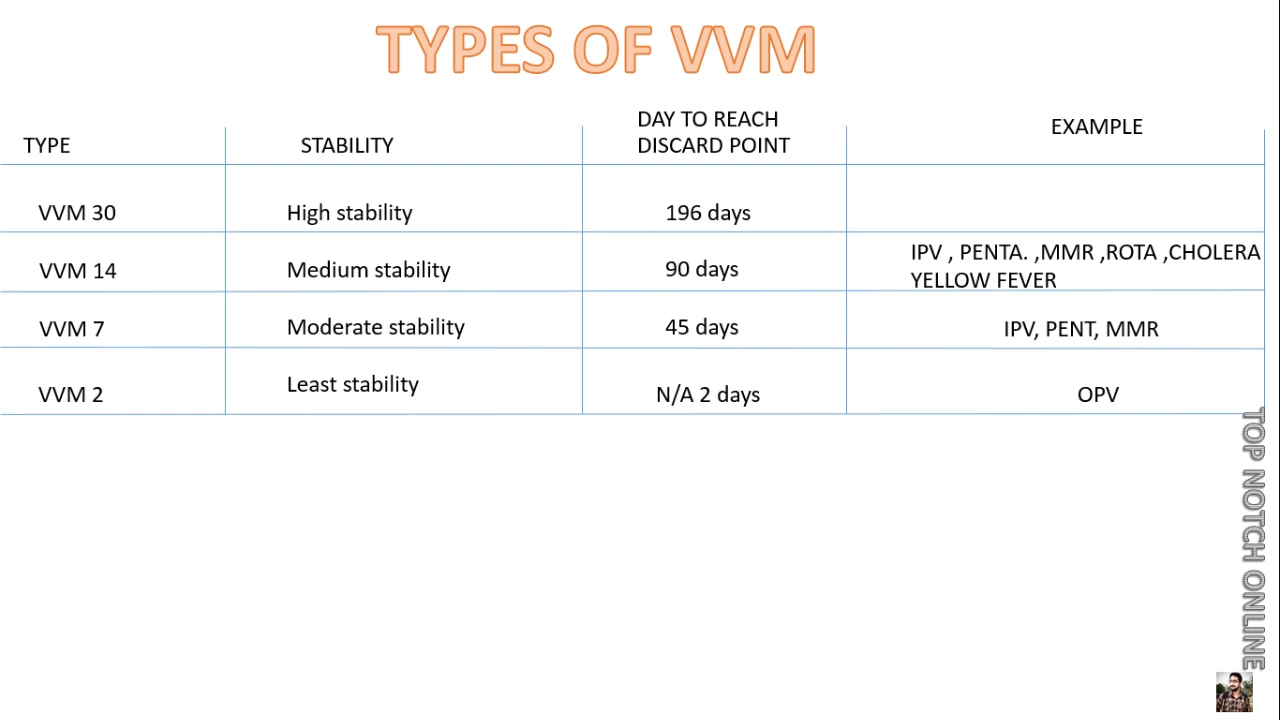 TYPES OF VVM
TYPE
STABILITY
DAY TO REACH
DISCARD POINT
EXAMPLE
VVM 30
High stability
196 days
VVM 14
Medium stability
90 days
IPV , PENTA. ,MMR ,ROTA ,CHOLERA
YELLOW FEVER
VVM 7
Moderate stability
45 days
IPV, PENT, MMR
VVM 2
Least stability
N/A 2 days
OPV
TOP NOTCH ONLINE